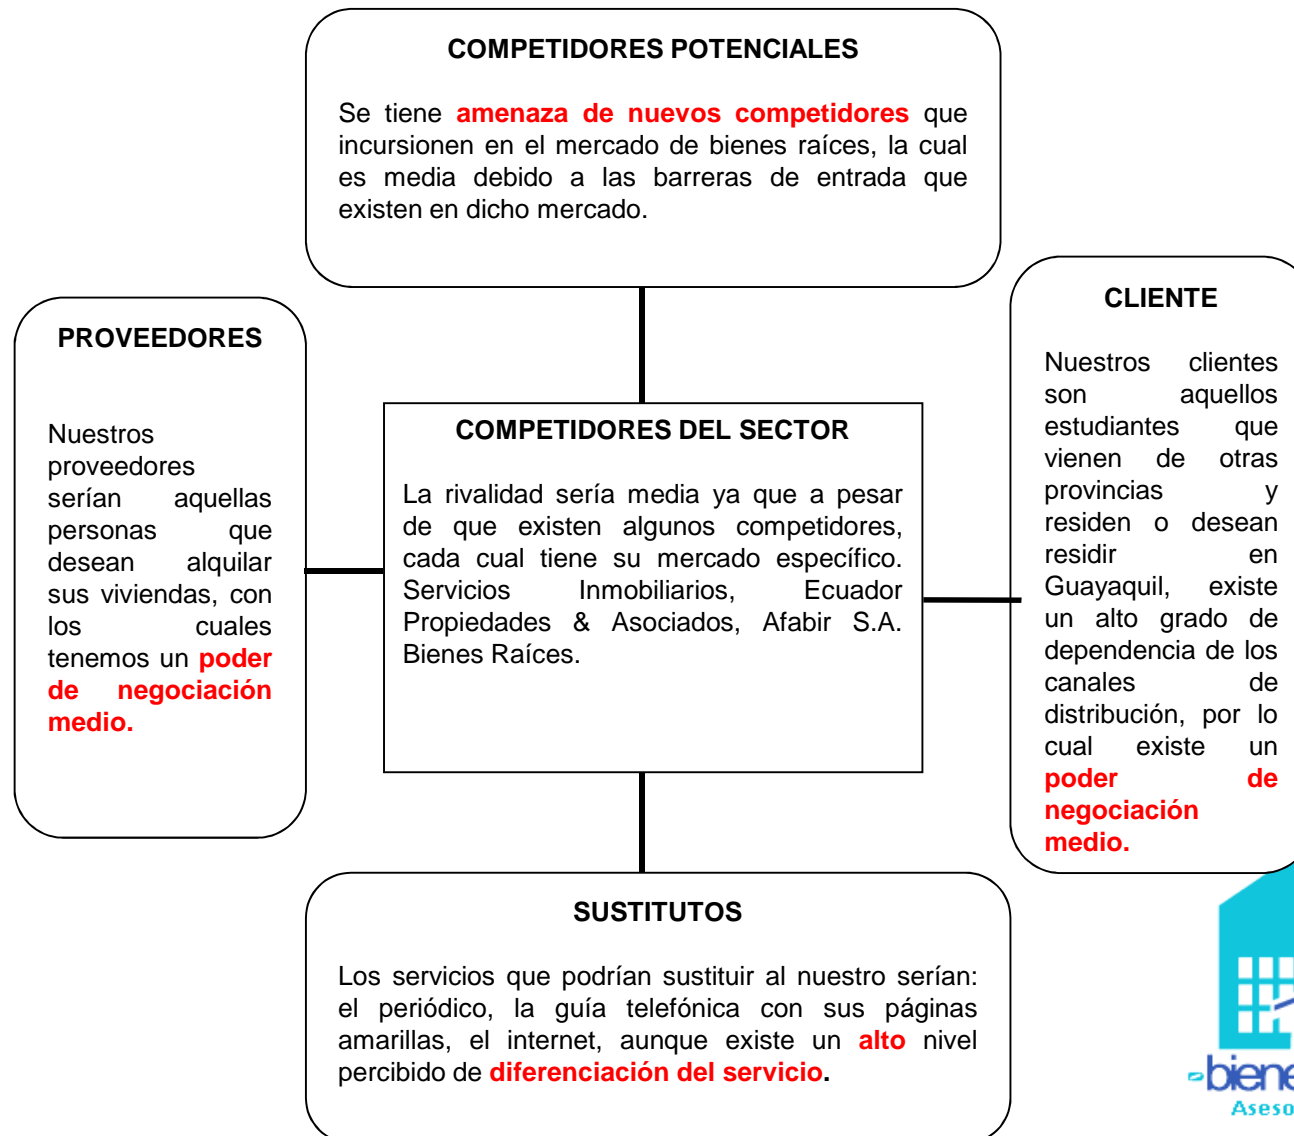 COMPETIDORES POTENCIALES
Se tiene amenaza de nuevos competidores que
incursionen en el mercado de bienes raíces, la cual
es media debido a las barreras de entrada que
existen en dicho mercado.
PROVEEDORES
Nuestros
proveedores
serían aquellas
personas que
desean alquilar
sus viviendas, con
los cuales
tenemos un poder
de negociación
medio.
COMPETIDORES DEL SECTOR
La rivalidad sería media ya que a pesar
de que existen algunos competidores,
cada cual tiene su mercado específico.
Servicios Inmobiliarios, Ecuador
Propiedades & Asociados, Afabir S.A.
Bienes Raíces.
CLIENTE
Nuestros clientes
son aquellos
estudiantes que
vienen de otras
provincias y
residen o desean
residir en
Guayaquil, existe
un alto grado de
dependencia de los
canales de
distribución, por lo
cual existe un
poder de
negociación
medio.
SUSTITUTOS
Los servicios que podrían sustituir al nuestro serían:
el periódico, la guía telefónica con sus páginas
amarillas, el internet, aunque existe un alto nivel
percibido de diferenciación del servicio.
biene
Aseso